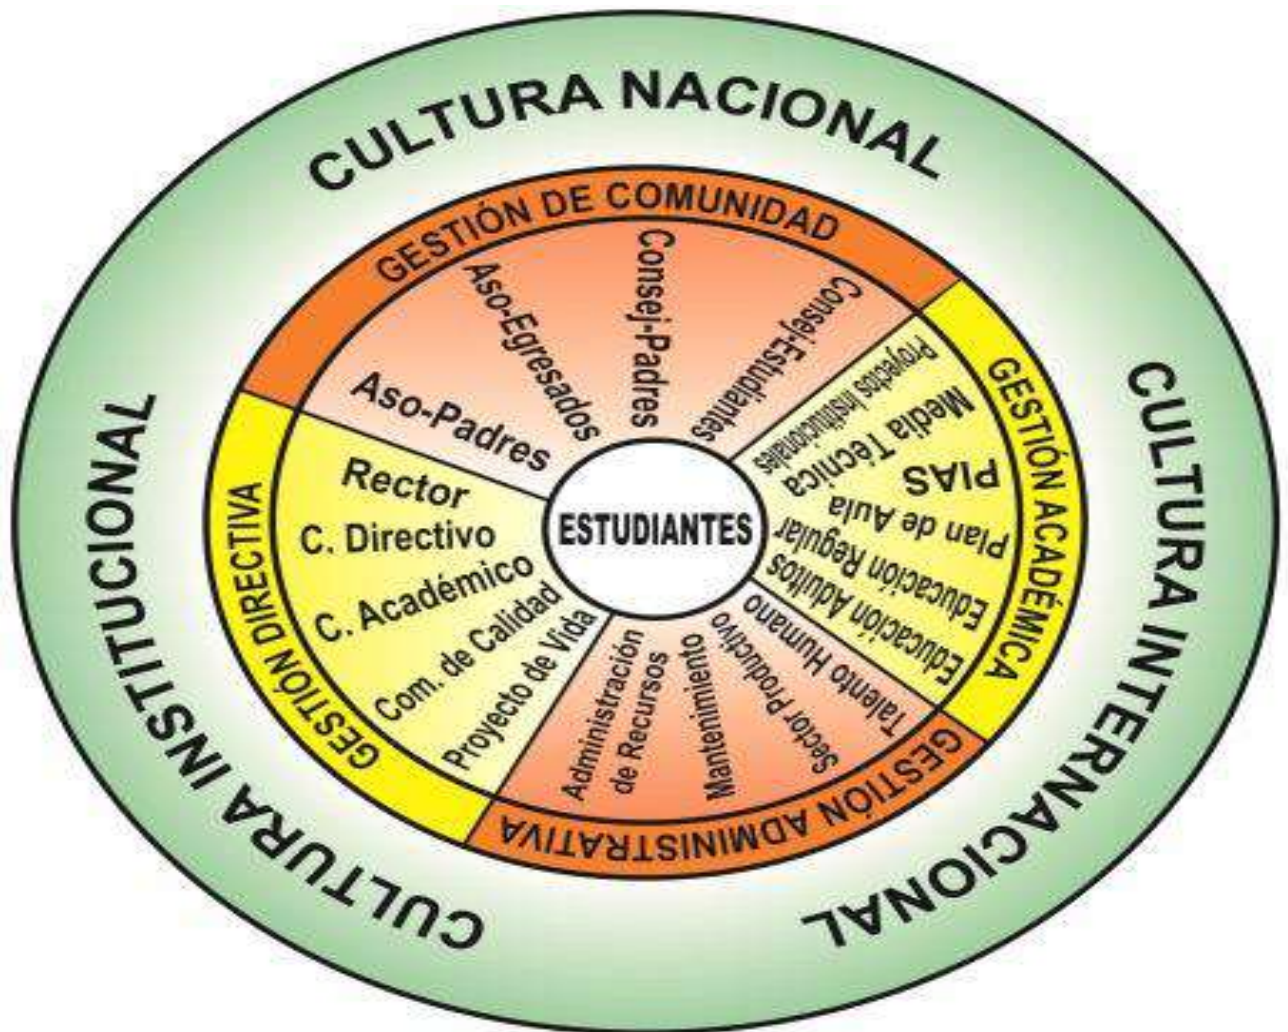 CULTURA NACIONAL
CULTURA INTERNACIONAL
CULTURA INSTITUCIONAL
GESTIÓN DE COMUNIDAD
Aso-Padres
Aso-Egresados
Consej-Padres
Consej-Estudiantes
GESTIÓN ACADÉMICA
Proyectos Institucionales
Media Técnica
PIAS
Plan de Aula
Educación Regular
Educación Adultos
GESTIÓN ADMINISTRATIVA
Talento Humano
Sector Productivo
Mantenimiento
Administración
de Recursos
GESTIÓN DIRECTIVA
Rector
C. Directivo
C. Académico
Com. de Calidad
Proyecto de Vida
ESTUDIANTES